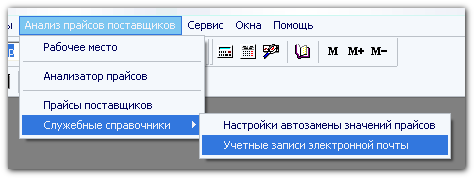 ы Анализ прайсов поставщиков Сервис Окна Помощь
Рабочее место
M M+ M−
Анализатор прайсов
Прайсы поставщиков
Служебные справочники
Настройки автозамены значений прайсов
Учетные записи электронной почты